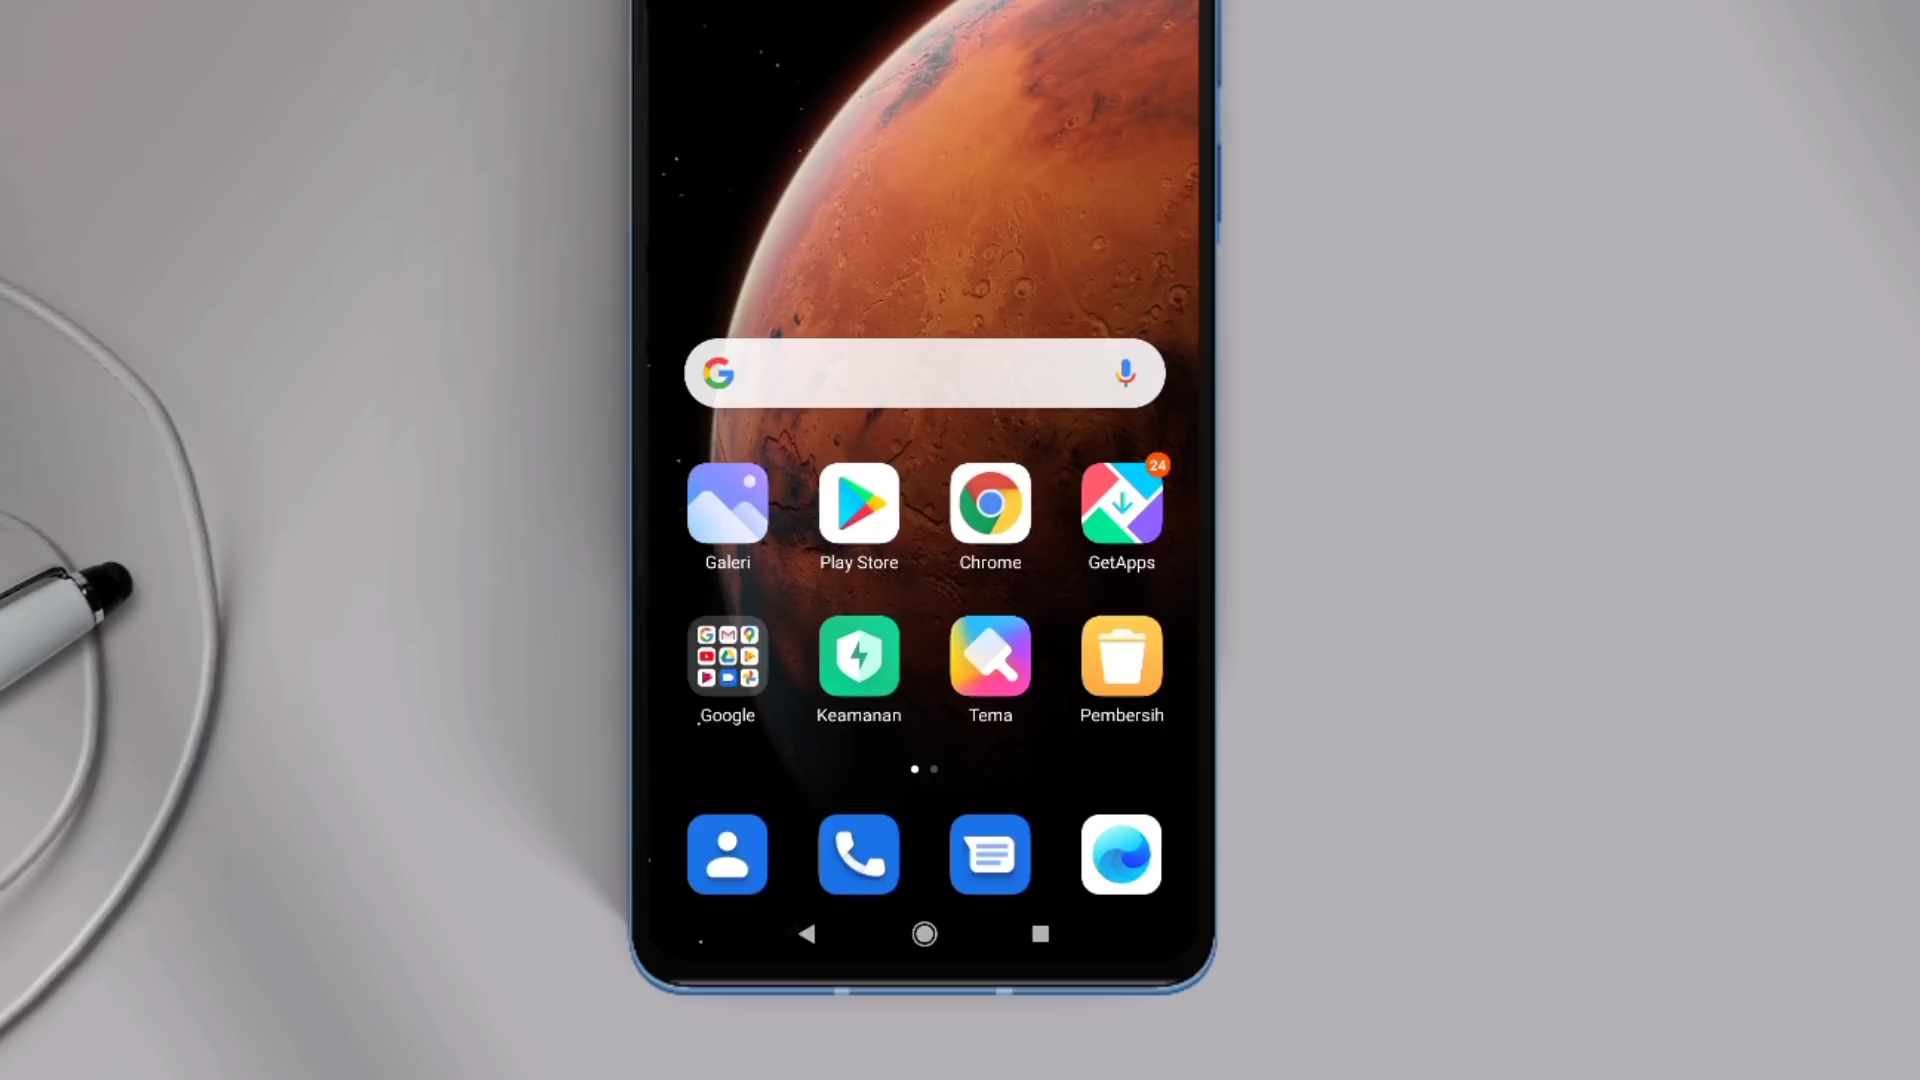 24
Galeri
Play Store
Chrome
GetApps
Google
Keamanan
Tema
Pembersih